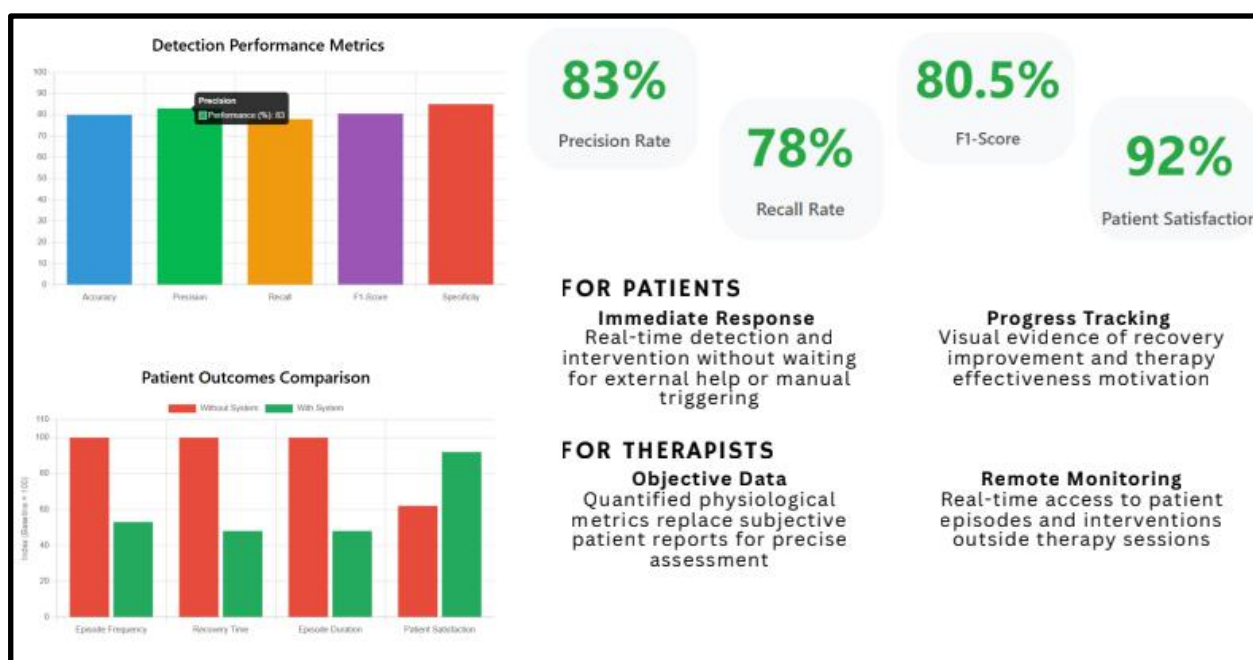 Detection Performance Metrics
100
90
80
70
60
50
40
30
20
10
0
Precision
Performance (%): 83
Accuracy Precision Recall F1-Score Specificity
83%
Precision Rate
78%
Recall Rate
80.5%
F1-Score
92%
Patient Satisfaction
Patient Outcomes Comparison
Without System With System
Index (Baseline = 100)
110
100
80
60
40
20
0
Episode Frequency Recovery Time Episode Duration Patient Satisfaction
FOR PATIENTS
Immediate Response
Real-time detection and
intervention without waiting
for external help or manual
triggering
Progress Tracking
Visual evidence of recovery
improvement and therapy
effectiveness motivation
FOR THERAPISTS
Objective Data
Quantified physiological
metrics replace subjective
patient reports for precise
assessment
Remote Monitoring
Real-time access to patient
episodes and interventions
outside therapy sessions